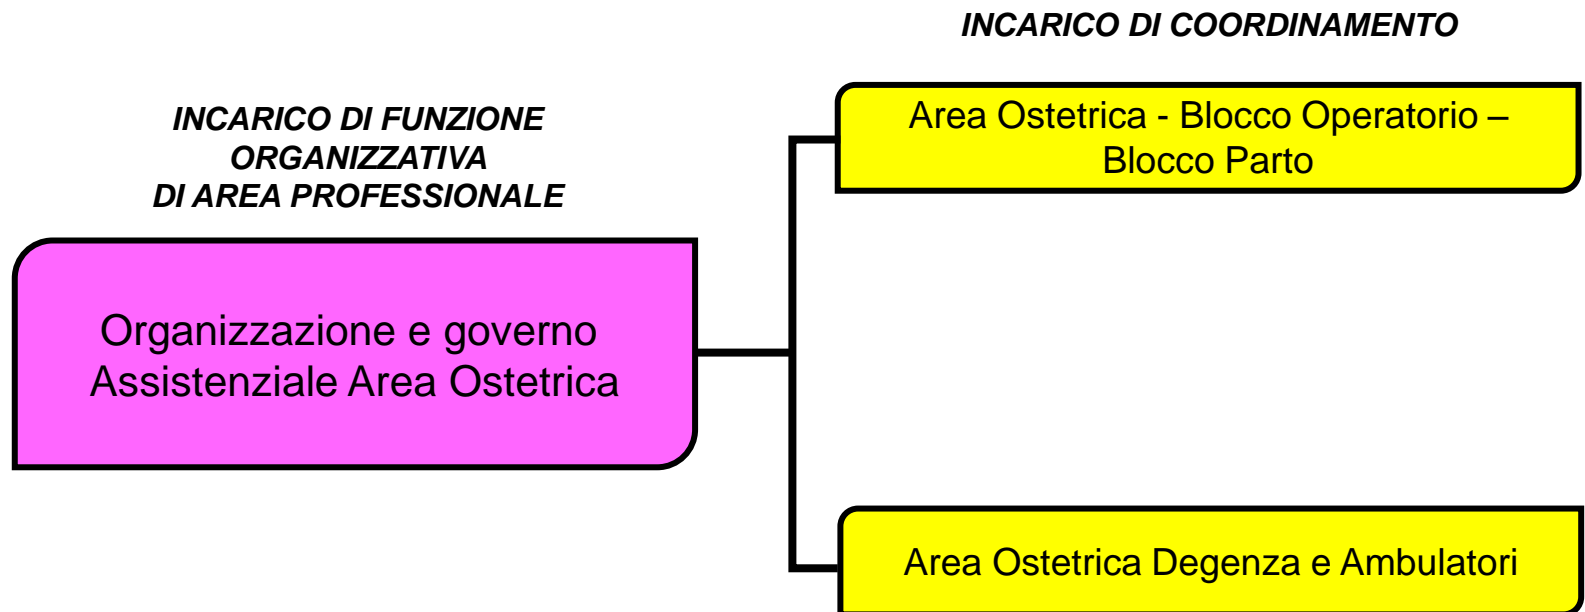 INCARICO DI FUNZIONE
ORGANIZZATIVA
DI AREA PROFESSIONALE
Organizzazione e governo
Assistenziale Area Ostetrica
INCARICO DI COORDINAMENTO
Area Ostetrica - Blocco Operatorio –
Blocco Parto
Area Ostetrica Degenza e Ambulatori